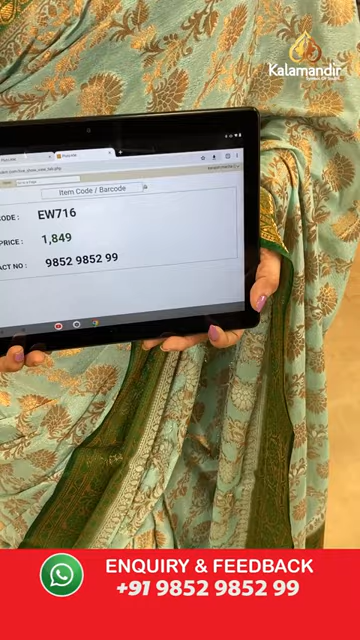 Kalamandir
Item Code / Barcode
CODE : EW716
PRICE : 1,849
ACT NO : 9852 9852 99
ENQUIRY & FEEDBACK
+91 9852 9852 99